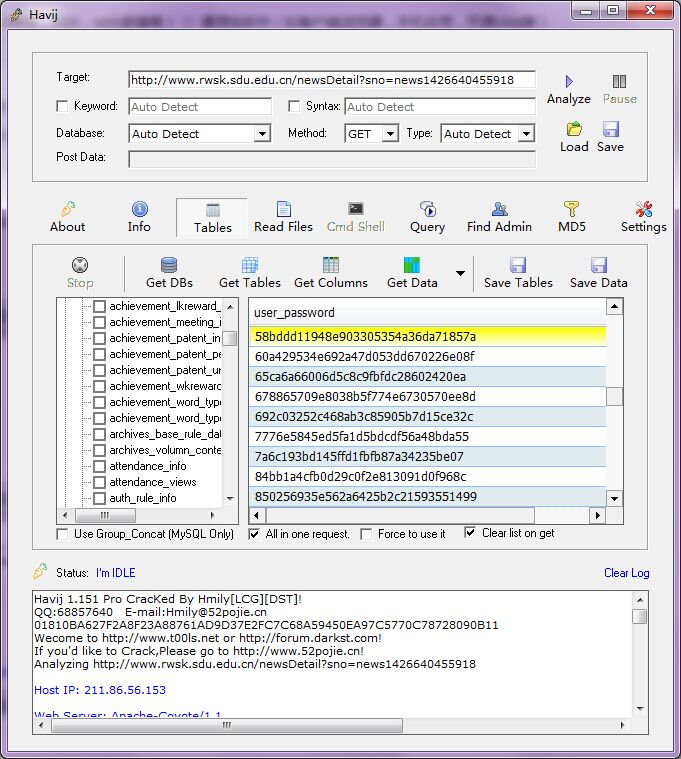 Havij
Target: http://www.rwsk.sdu.edu.cn/newsDetail?sno=news1426640455918
Analyze Pause
Keyword: Auto Detect Syntax: Auto Detect
Database: Auto Detect Method: GET Type: Auto Detect
Load Save
Post Data:
About Info Tables Read Files Cmd Shell Query Find Admin MD5 Settings
Stop Get DBs Get Tables Get Columns Get Data Save Tables Save Data
achievement_lkreward_
achievement_meeting_i
achievement_patent_in
achievement_patent_pe
achievement_patent_ur
achievement_wkreward
achievement_word_typ
achievement_word_typ
archives_base_rule_dat
archives_volumn_conte
attendance_info
attendance_views
auth_rule_info
user_password
58bddd11948e903305354a36da71857a
60a429534e692a47d053dd670226e08f
65ca6a66006d5c8c9fbfdc28602420ea
678865709e8038b5f774e6730570ee8d
692c03252c468ab3c85905b7d15ce32c
7776e5845ed5fa1d5bdcdf56a48bda55
7a6c193bd145ffd1fbfb87a34235be07
84bb1a4cfb0d29c0f2e813091d0f968c
850256935e562a6425b2c21593551499
Use Group_Concat (MySQL Only) All in one request. Force to use it Clear list on get
Status: I'm IDLE Clear Log
Havij 1.151 Pro CracKed By Hmily[LCG][DST]!
QQ:68857640 E-mail:Hmily@52pojie.cn
01810BA627F2A8F23A88761AD9D37E2FC7C68A59450EA97C5770C78728090B11
Wecome to http://www.t00ls.net or http://forum.darkst.com!
If you'd like to Crack,Please go to http://www.52pojie.cn!
Analyzing http://www.rwsk.sdu.edu.cn/newsDetail?sno=news1426640455918
Host IP: 211.86.56.153
Web Server: Apache-Coyote/1.1